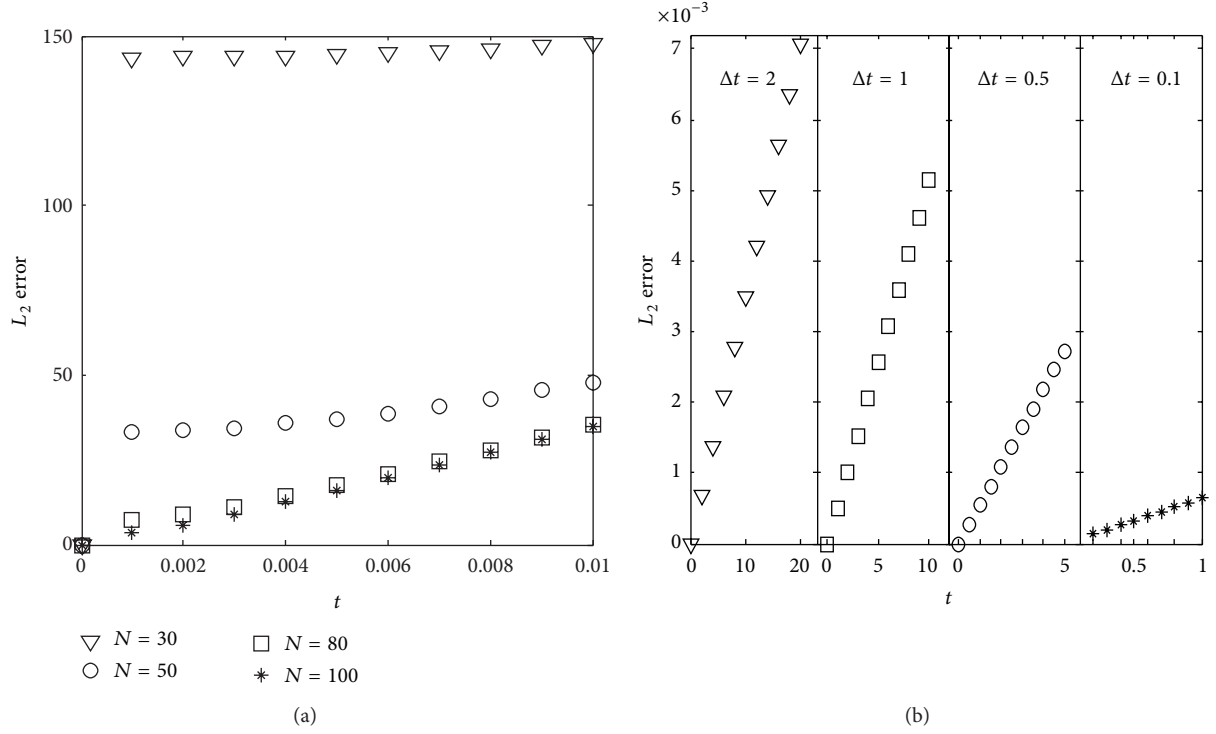 150
100
50
0
L₂ error
0 0.002 0.004 0.006 0.008 0.01
t
N = 30
N = 50
N = 80
N = 100
(a)
×10⁻³
7
6
5
4
3
2
1
0
L₂ error
Δt = 2
Δt = 1
Δt = 0.5
Δt = 0.1
0 10 20 0 5 10 0 5 0.5 1
t
(b)